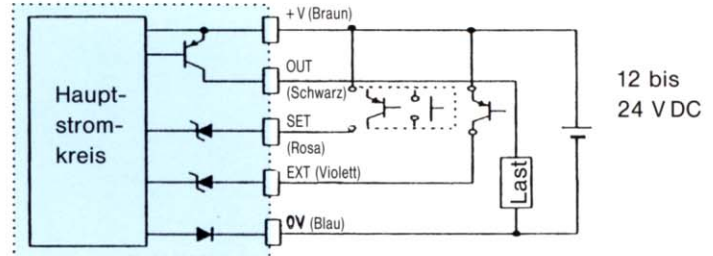 +V (Braun)
OUT
(Schwarz)
SET
(Rosa)
EXT (Violett)
0V (Blau)
Haupt-
strom-
kreis
Last
12 bis
24 V DC